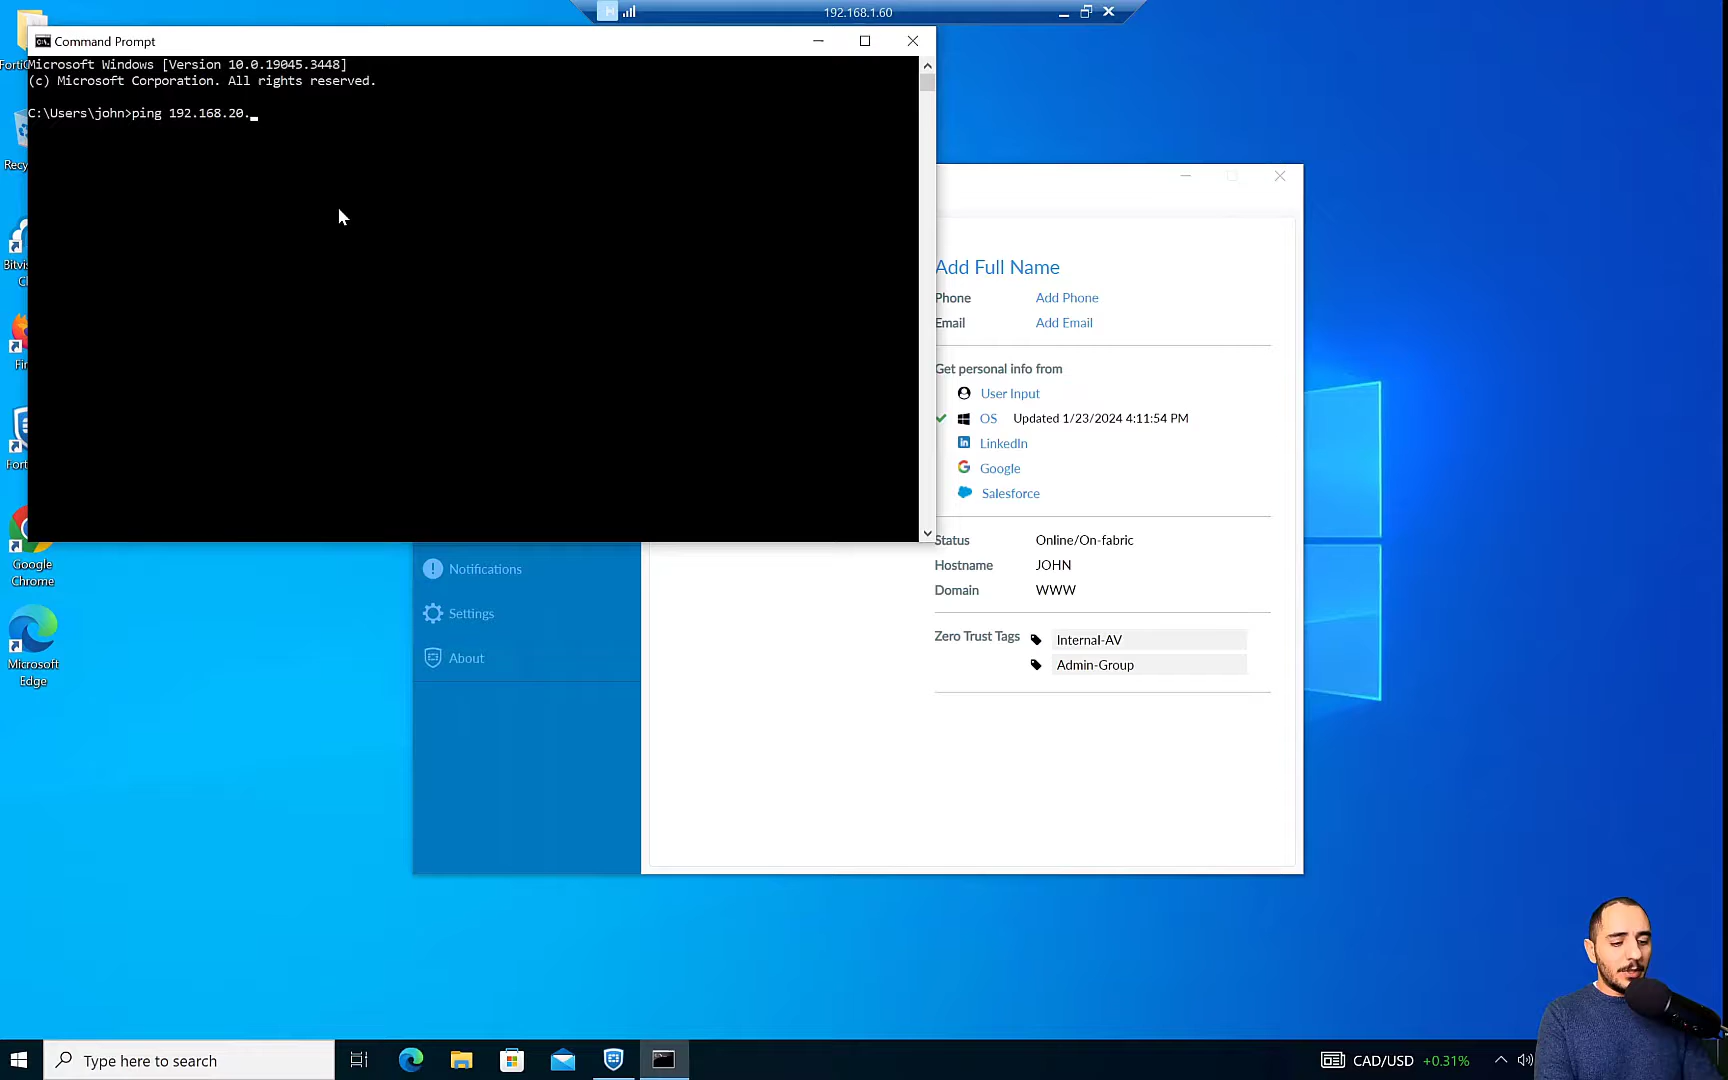 192.168.1.60
Command Prompt
Microsoft Windows [Version 10.0.19045.3448]
(c) Microsoft Corporation. All rights reserved.
C:\Users\john>ping 192.168.20._
Google
Chrome
Microsoft
Edge
Add Full Name
Phone Add Phone
Email Add Email
Get personal info from
User Input
OS Updated 1/23/2024 4:11:54 PM
LinkedIn
Google
Salesforce
Status Online/On-fabric
Hostname JOHN
Domain WWW
Zero Trust Tags Internal-AV
Admin-Group
Notifications
Settings
About
Type here to search
CAD/USD +0.31%